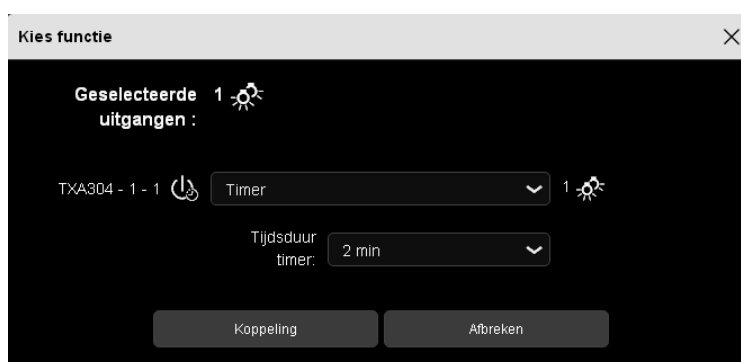 Kies functie
Geselecteerde 1
uitgangen :
TXA304 - 1 - 1 Timer 1
Tijdsduur
timer: 2 min
Koppeling Afbreken